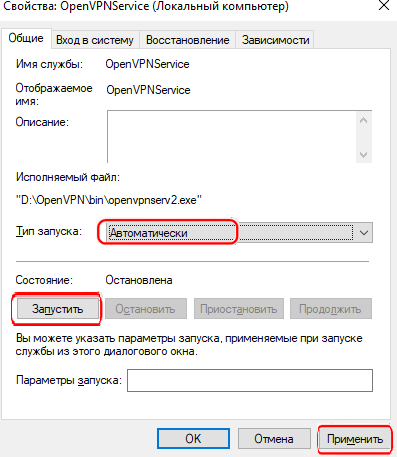 Свойства: OpenVPNService (Локальный компьютер)
Общие Вход в систему Восстановление Зависимости
Имя службы: OpenVPNService
Отображаемое имя: OpenVPNService
Описание:
Исполняемый файл:
"D:\OpenVPN\bin\openvpnserv2.exe"
Тип запуска: Автоматически
Состояние: Остановлена
Запустить Остановить Приостановить Продолжить
Вы можете указать параметры запуска, применяемые при запуске
службы из этого диалогового окна.
Параметры запуска:
OK Отмена Применить